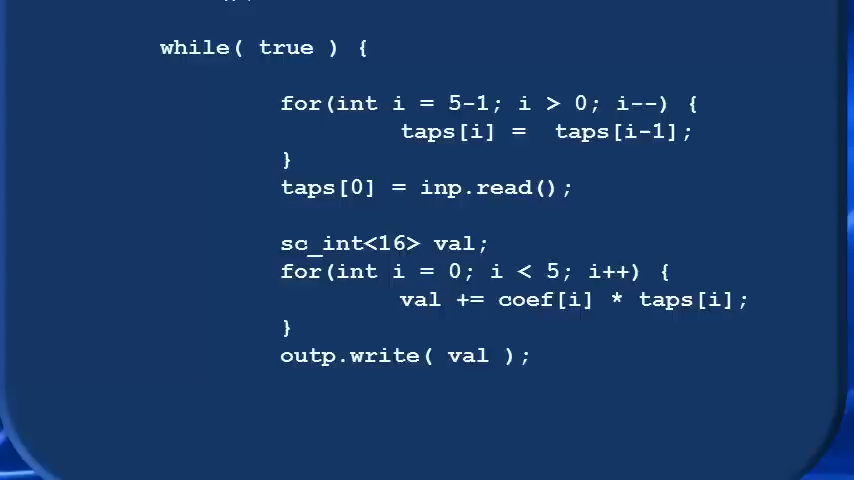 while( true ) {
for(int i = 5-1; i > 0; i--) {
taps[i] =  taps[i-1];
}
taps[0] = inp.read();
sc_int<16> val;
for(int i = 0; i < 5; i++) {
val += coef[i] * taps[i];
}
outp.write( val );